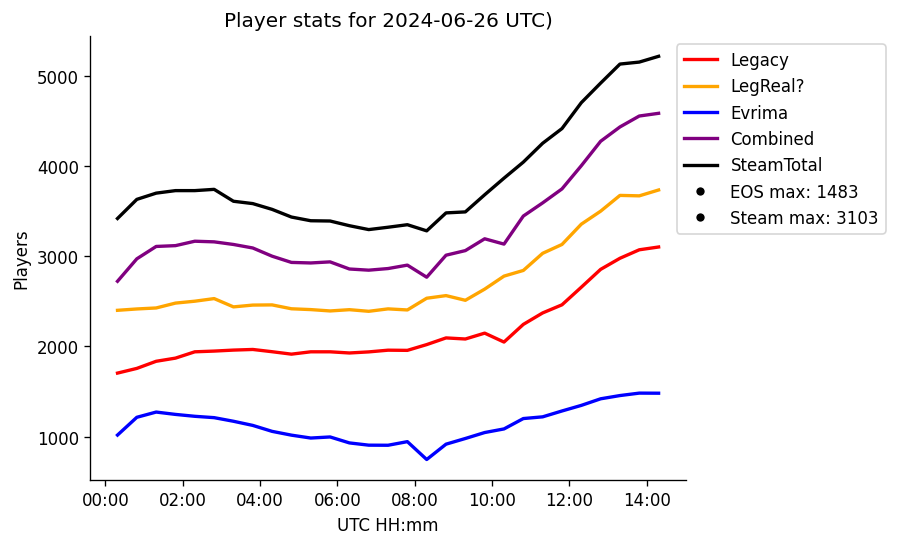 Player stats for 2024-06-26 UTC)
5000
4000
3000
2000
1000
Players
00:00 02:00 04:00 06:00 08:00 10:00 12:00 14:00
UTC HH:mm
Legacy
LegReal?
Evrima
Combined
SteamTotal
EOS max: 1483
Steam max: 3103